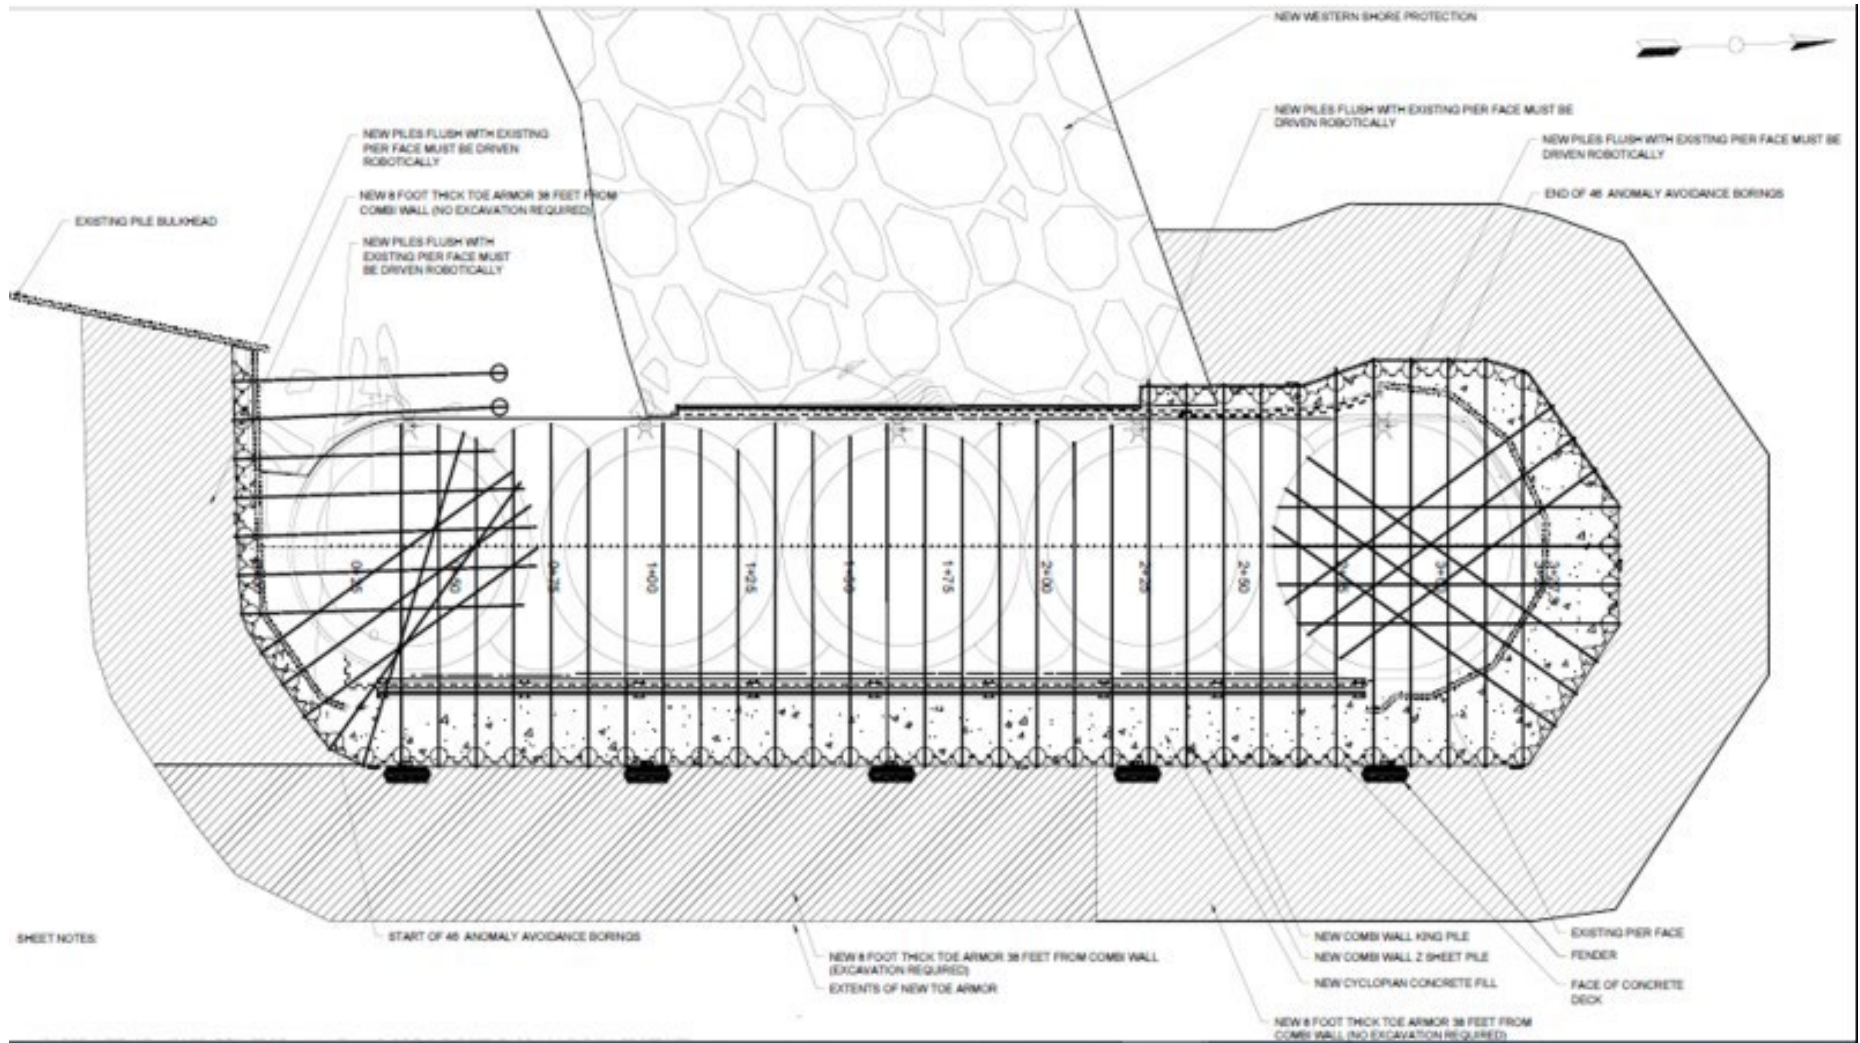 NEW WESTERN SHORE PROTECTION
NEW PILES FLUSH WITH EXISTING PIER FACE MUST BE
DRIVEN ROBOTICALLY
NEW PILES FLUSH WITH EXISTING PIER FACE MUST BE
DRIVEN ROBOTICALLY
END OF 46 ANOMALY AVOIDANCE BORINGS
NEW PILES FLUSH WITH EXISTING
PIER FACE MUST BE DRIVEN
ROBOTICALLY
NEW 8 FOOT THICK TOE ARMOR 38 FEET FROM
COMBI WALL (NO EXCAVATION REQUIRED)
EXISTING PILE BULKHEAD
NEW PILES FLUSH WITH
EXISTING PIER FACE MUST
BE DRIVEN ROBOTICALLY
0+75
1+00
1+25
1+50
1+75
2+00
2+25
2+50
SHEET NOTES:
START OF 46 ANOMALY AVOIDANCE BORINGS
NEW 8 FOOT THICK TOE ARMOR 38 FEET FROM COMBI WALL
(EXCAVATION REQUIRED)
EXTENTS OF NEW TOE ARMOR
NEW COMBI WALL KING PILE
NEW COMBI WALL Z SHEET PILE
NEW CYCLOPIAN CONCRETE FILL
NEW 8 FOOT THICK TOE ARMOR 38 FEET FROM
COMBI WALL (NO EXCAVATION REQUIRED)
EXISTING PIER FACE
FENDER
FACE OF CONCRETE
DECK